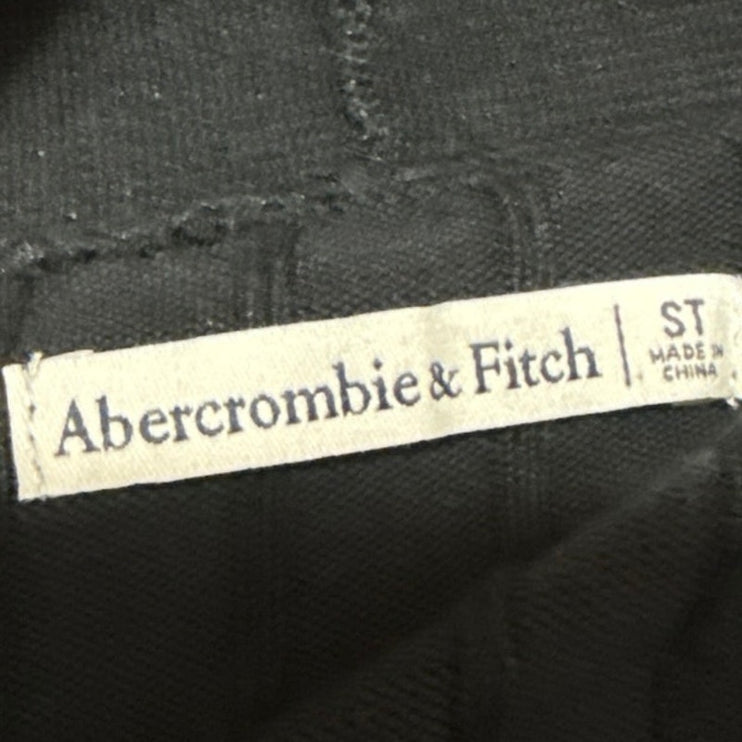 Abercrombie & Fitch | ST
MADE IN
CHINA